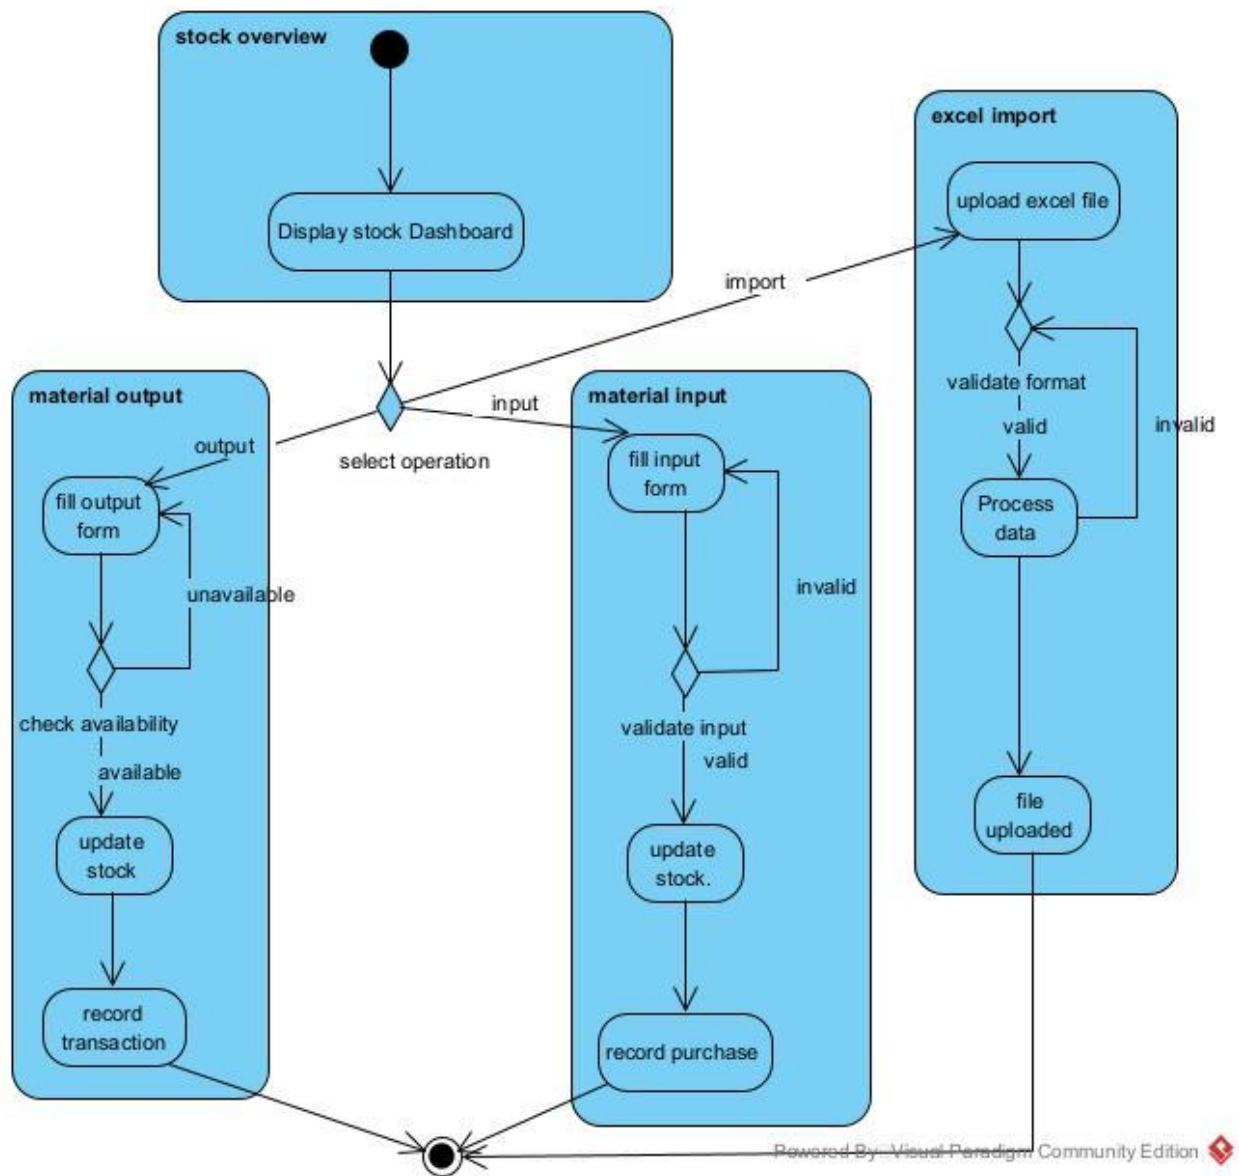 stock overview
Display stock Dashboard
import
input
output
select operation
material output
fill output
form
unavailable
check availability
available
update
stock
record
transaction
material input
fill input
form
invalid
validate input
valid
update
stock.
record purchase
excel import
upload excel file
validate format
valid
invalid
Process
data
file
uploaded
Powered By Visual Paradigm Community Edition